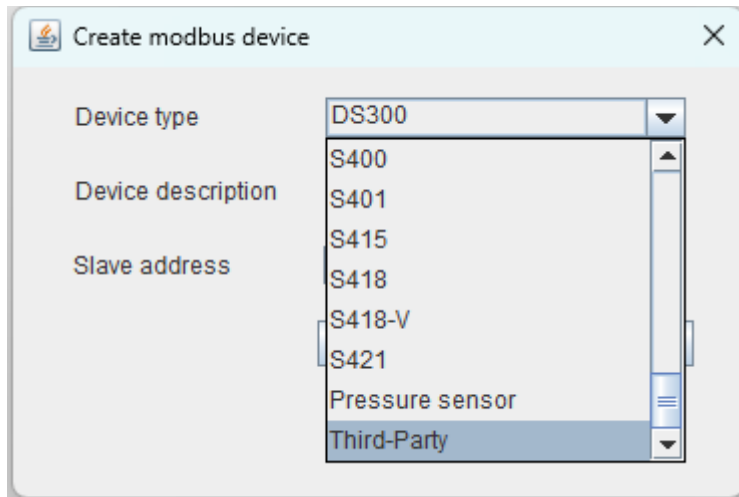 Create modbus device
Device type
DS300
S400
S401
Device description
S415
Slave address
S418
S418-V
S421
Pressure sensor
Third-Party